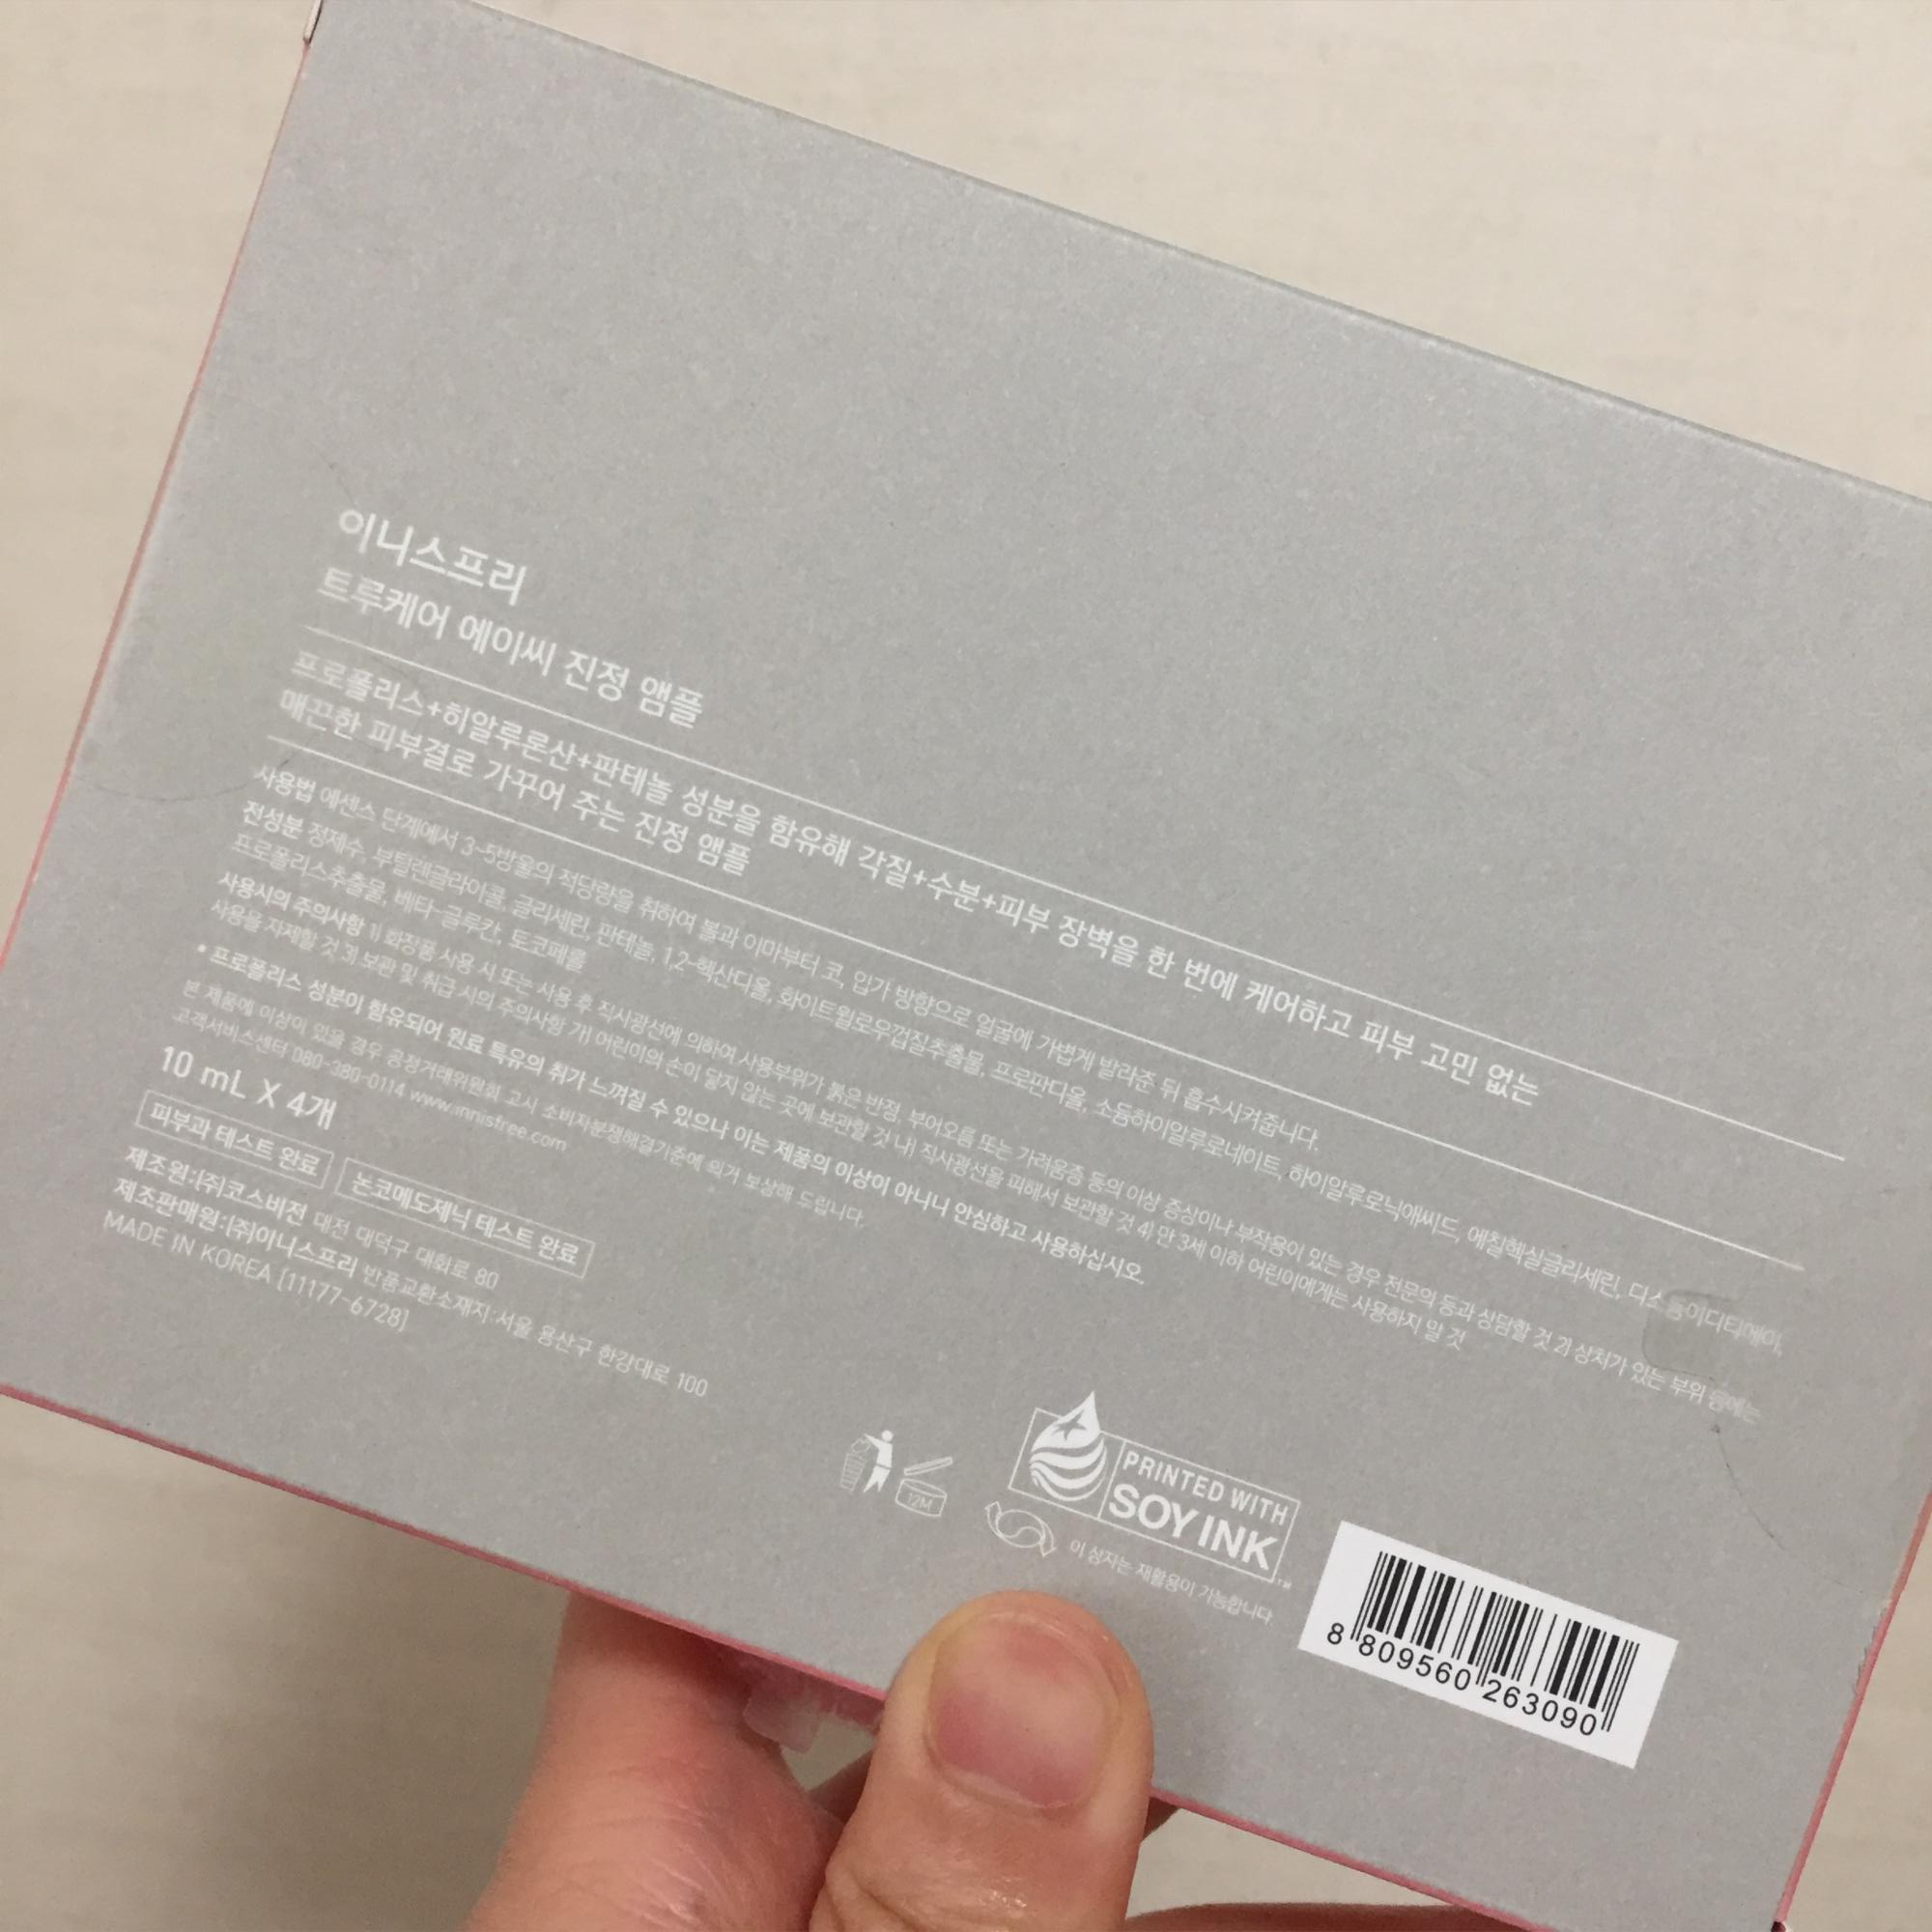 이니스프리
트루케어 에이씨 진정 앰플
프로폴리스+히알루론산+판테놀 성분을 함유해 각질+수분+피부 장벽을 한 번에 케어하고 피부 고민 없는
매끈한 피부결로 가꾸어 주는 진정 앰플
사용법 에센스 단계에서 3~5방울의 적당량을 취하여 볼과 이마부터 코, 입가 방향으로 얼굴에 가볍게 발라준 뒤 흡수시켜줍니다.
전성분 정제수, 부틸렌글라이콜, 글리세린, 판테놀, 1,2-헥산디올, 화이트윌로우껍질추출물, 프로판디올, 소듐하이알루로네이트, 하이알루로닉애씨드, 에칠헥실글리세린, 디소듐이디티에이,
프로폴리스추출물, 베타-글루칸, 토코페롤
사용시의 주의사항 1) 화장품 사용 시 또는 사용 후 직사광선에 의하여 사용부위가 붉은 반점, 부어오름 또는 가려움증 등의 이상 증상이나 부작용이 있는 경우 전문의 등과 상담할 것 2) 상처가 있는 부위 등에는
사용을 자제할 것 3) 보관 및 취급 시의 주의사항 가) 어린이의 손이 닿지 않는 곳에 보관할 것 나) 직사광선을 피해서 보관할 것 4) 만 3세 이하 어린이에게는 사용하지 말 것
• 프로폴리스 성분이 함유되어 원료 특유의 취가 느껴질 수 있으나 이는 제품의 이상이 아니니 안심하고 사용하십시오.
본 제품에 이상이 있을 경우 공정거래위원회 고시 소비자분쟁해결기준에 의거 보상해 드립니다.
고객서비스센터 080-380-0114 www.innisfree.com
10 mL X 4개
피부과 테스트 완료 논코메도제닉 테스트 완료
제조원:(주)코스비전 대전 대덕구 대화로 80
제조판매원:(주)이니스프리 반품교환소재지:서울 용산구 한강대로 100
MADE IN KOREA [11177-6728]
12M
PRINTED WITH
SOY INK™
이 상자는 재활용이 가능합니다
8 809560 263090